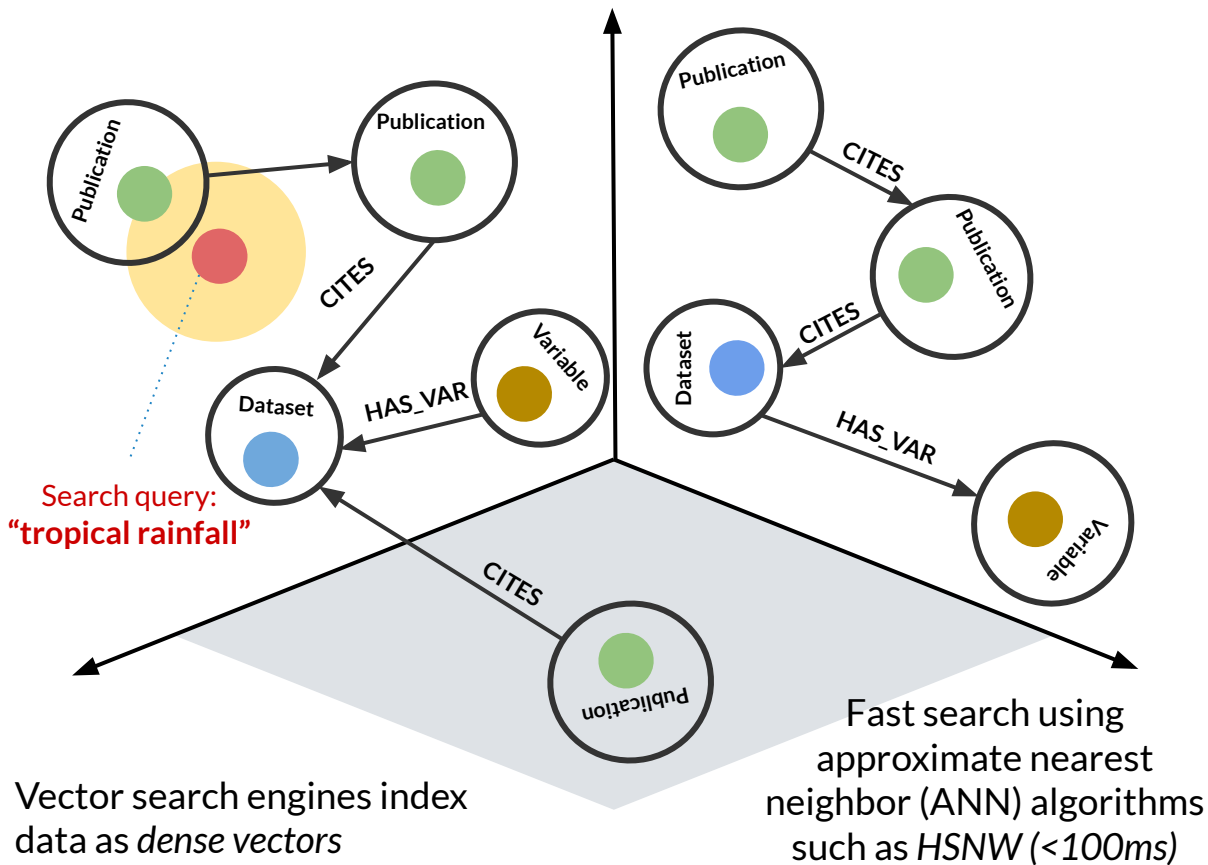 Publication
Publication
Publication
CITES
Publication
CITES
CITES
Variable
Dataset
HAS_VAR
Dataset
HAS_VAR
Search query:
“tropical rainfall”
Variable
CITES
Publication
Fast search using
approximate nearest
neighbor (ANN) algorithms
such as HSNW (<100ms)
Vector search engines index
data as dense vectors